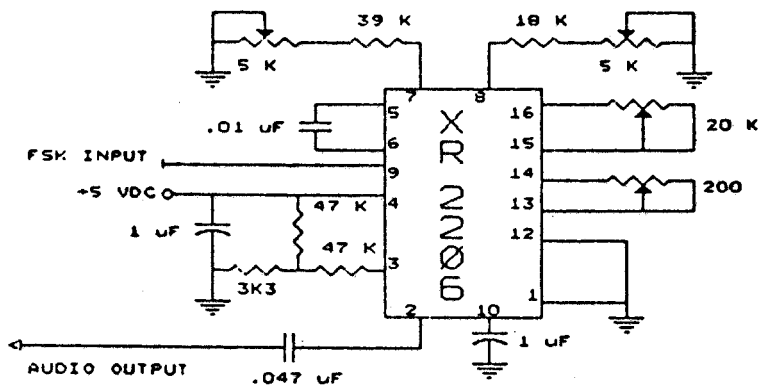 39 K
18 K
5 K
5 K
7
8
5
16
.01 uF
20 K
6
15
FSK INPUT
9
14
+5 VDC
47 K
4
200
13
1 uF
47 K
12
3
3K3
1
2
10
1 uF
AUDIO OUTPUT
.047 uF
XR 2206